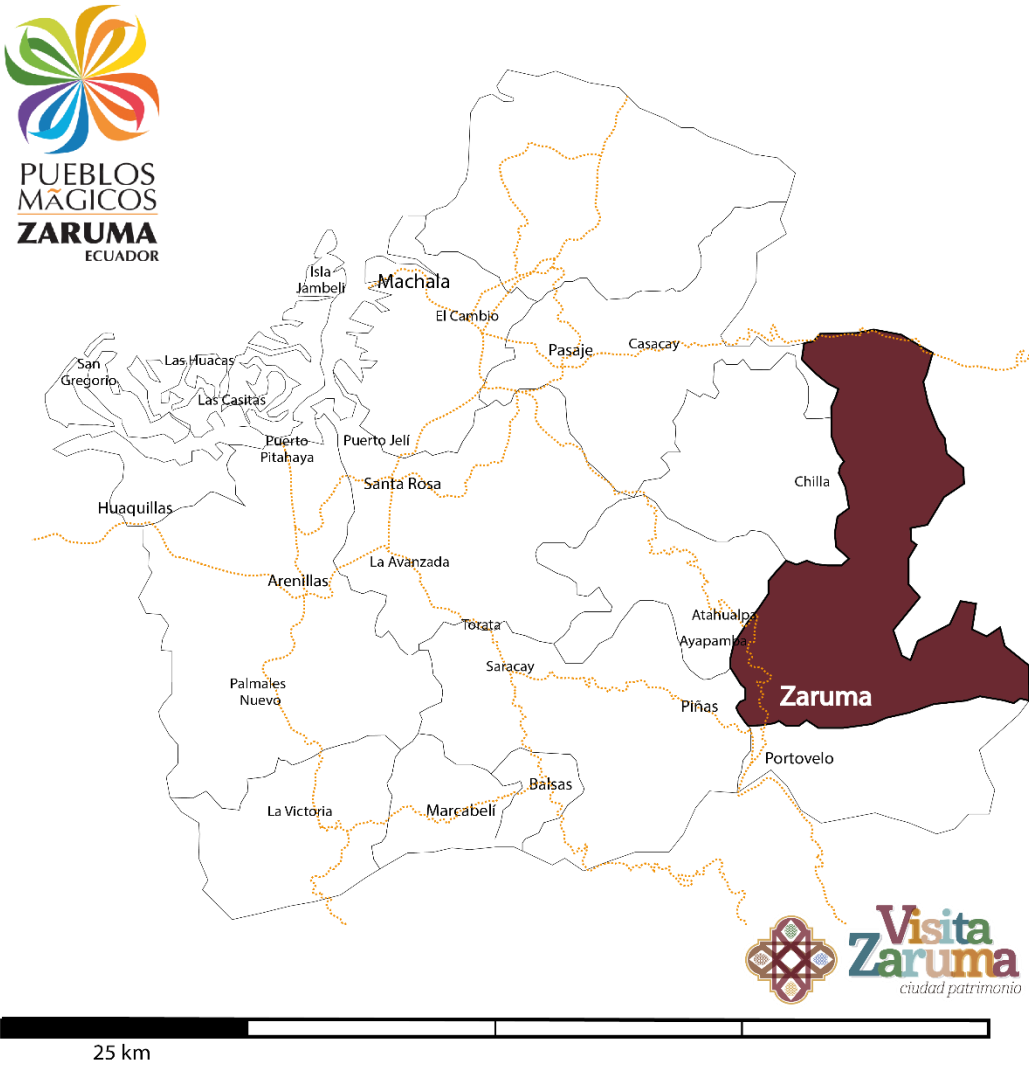 PUEBLOS
MÃGICOS
ZARUMA
ECUADOR
Isla
Jambelí
Machala
El Cambio
Pasaje
Casacay
San
Gregorio
Las Huacas
Las Casitas
Puerto
Pitahaya
Puerto Jelí
Santa Rosa
Chilla
Huaquillas
La Avanzada
Arenillas
Atahualpa
Torata
Ayapamba
Saracay
Palmales
Nuevo
Piñas
Zaruma
Portovelo
Balsas
La Victoria
Marcabelí
Visita
Zaruma
ciudad patrimonio
25 km